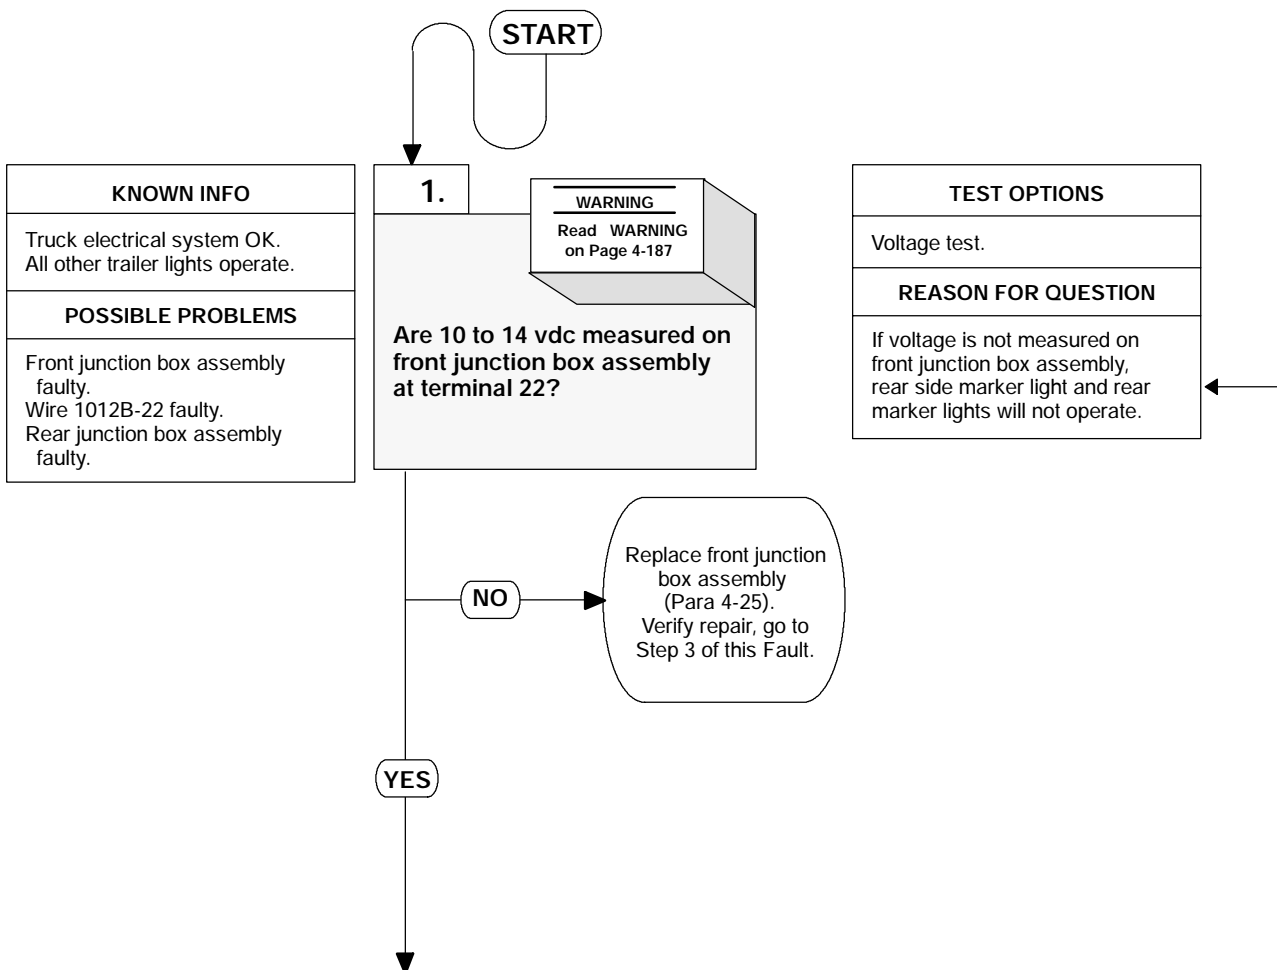 START
KNOWN INFO
Truck electrical system OK.
All other trailer lights operate.
POSSIBLE PROBLEMS
Front junction box assembly
faulty.
Wire 1012B-22 faulty.
Rear junction box assembly
faulty.
1.
WARNING
Read WARNING
on Page 4-187
Are 10 to 14 vdc measured on
front junction box assembly
at terminal 22?
TEST OPTIONS
Voltage test.
REASON FOR QUESTION
If voltage is not measured on
front junction box assembly,
rear side marker light and rear
marker lights will not operate.
NO
Replace front junction
box assembly
(Para 4-25).
Verify repair, go to
Step 3 of this Fault.
YES